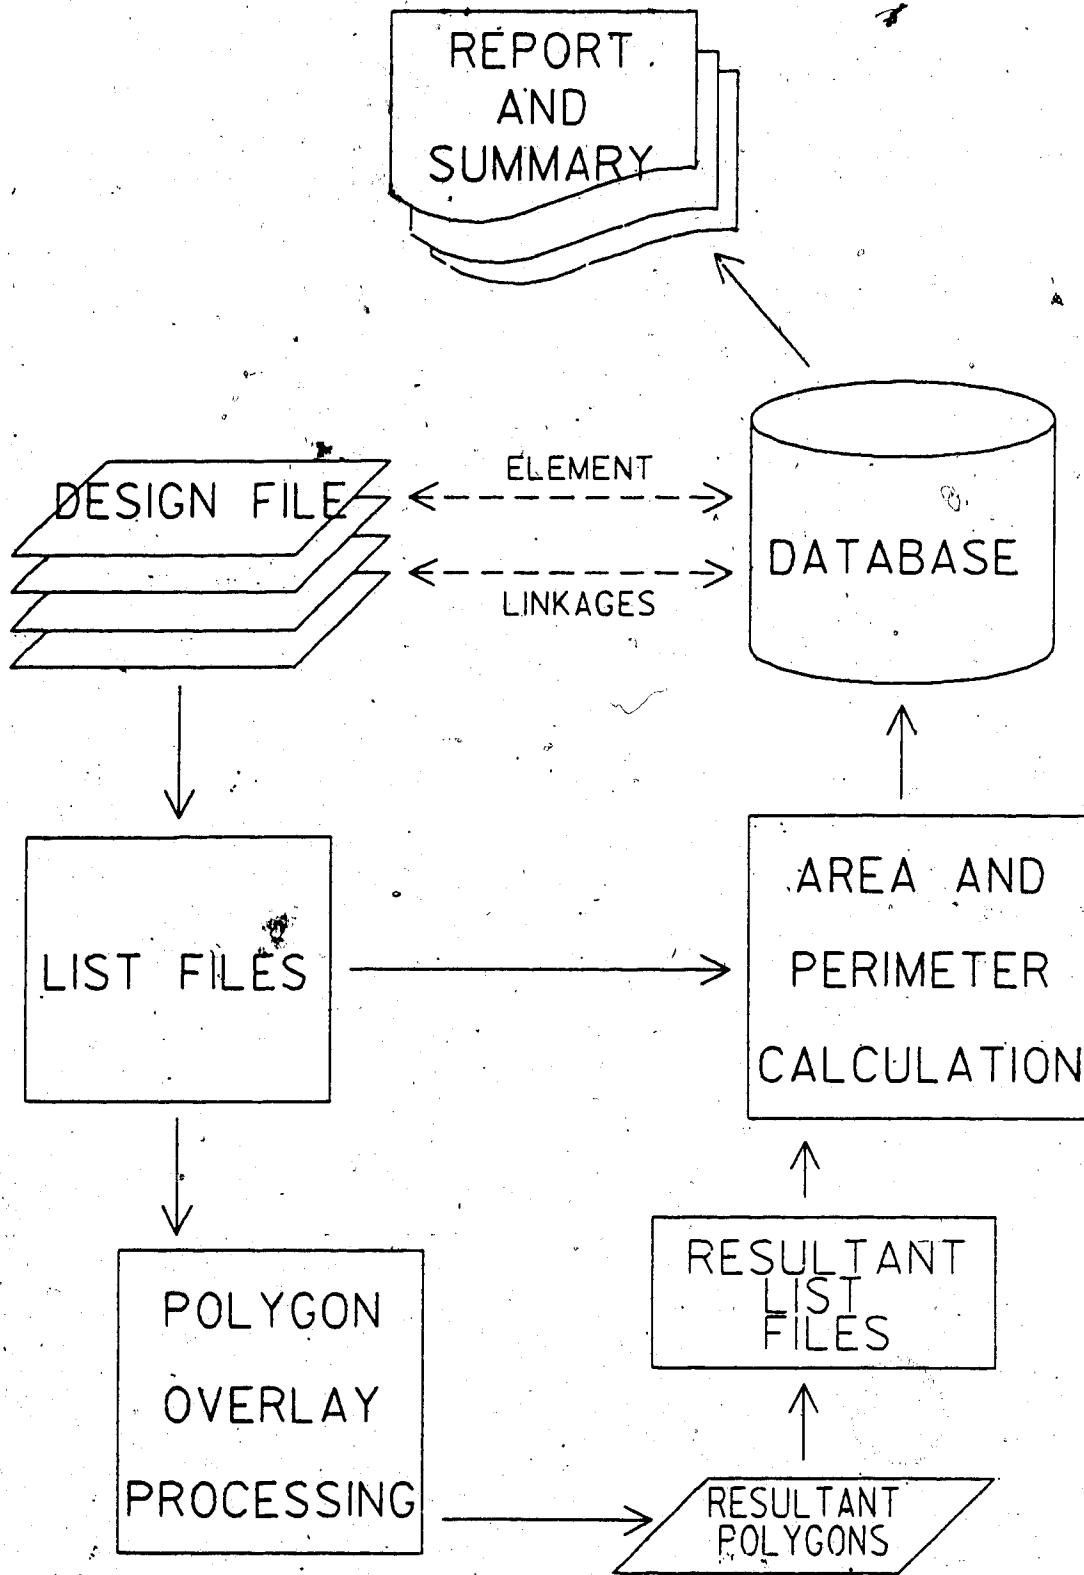 REPORT
AND
SUMMARY
ELEMENT
DESIGN FILE
DATABASE
LINKAGES
AREA AND
LIST FILES
PERIMETER
CALCULATION
RESULTANT
LIST
FILES
POLYGON
OVERLAY
PROCESSING
RESULTANT
POLYGONS